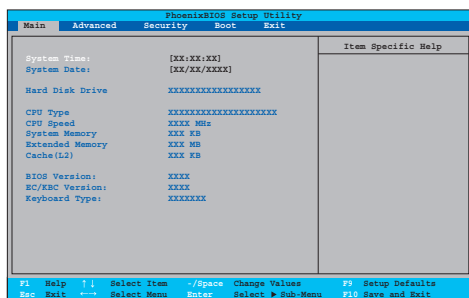 PhoenixBIOS Setup Utility
Main Advanced Security Boot Exit
Item Specific Help
System Time: [XX:XX:XX]
System Date: [XX/XX/XXXX]
Hard Disk Drive XXXXXXXXXXXXXXXXX
CPU Type XXXXXXXXXXXXXXXXXXXX
CPU Speed XXXX MHz
System Memory XXX KB
Extended Memory XXX MB
Cache(L2) XXX KB
BIOS Version: XXXX
EC/KBC Version: XXXX
Keyboard Type: XXXXXXX
F1 Help ↑↓ Select Item -/Space Change Values F9 Setup Defaults
Esc Exit ←→ Select Menu Enter Select ▶ Sub-Menu F10 Save and Exit